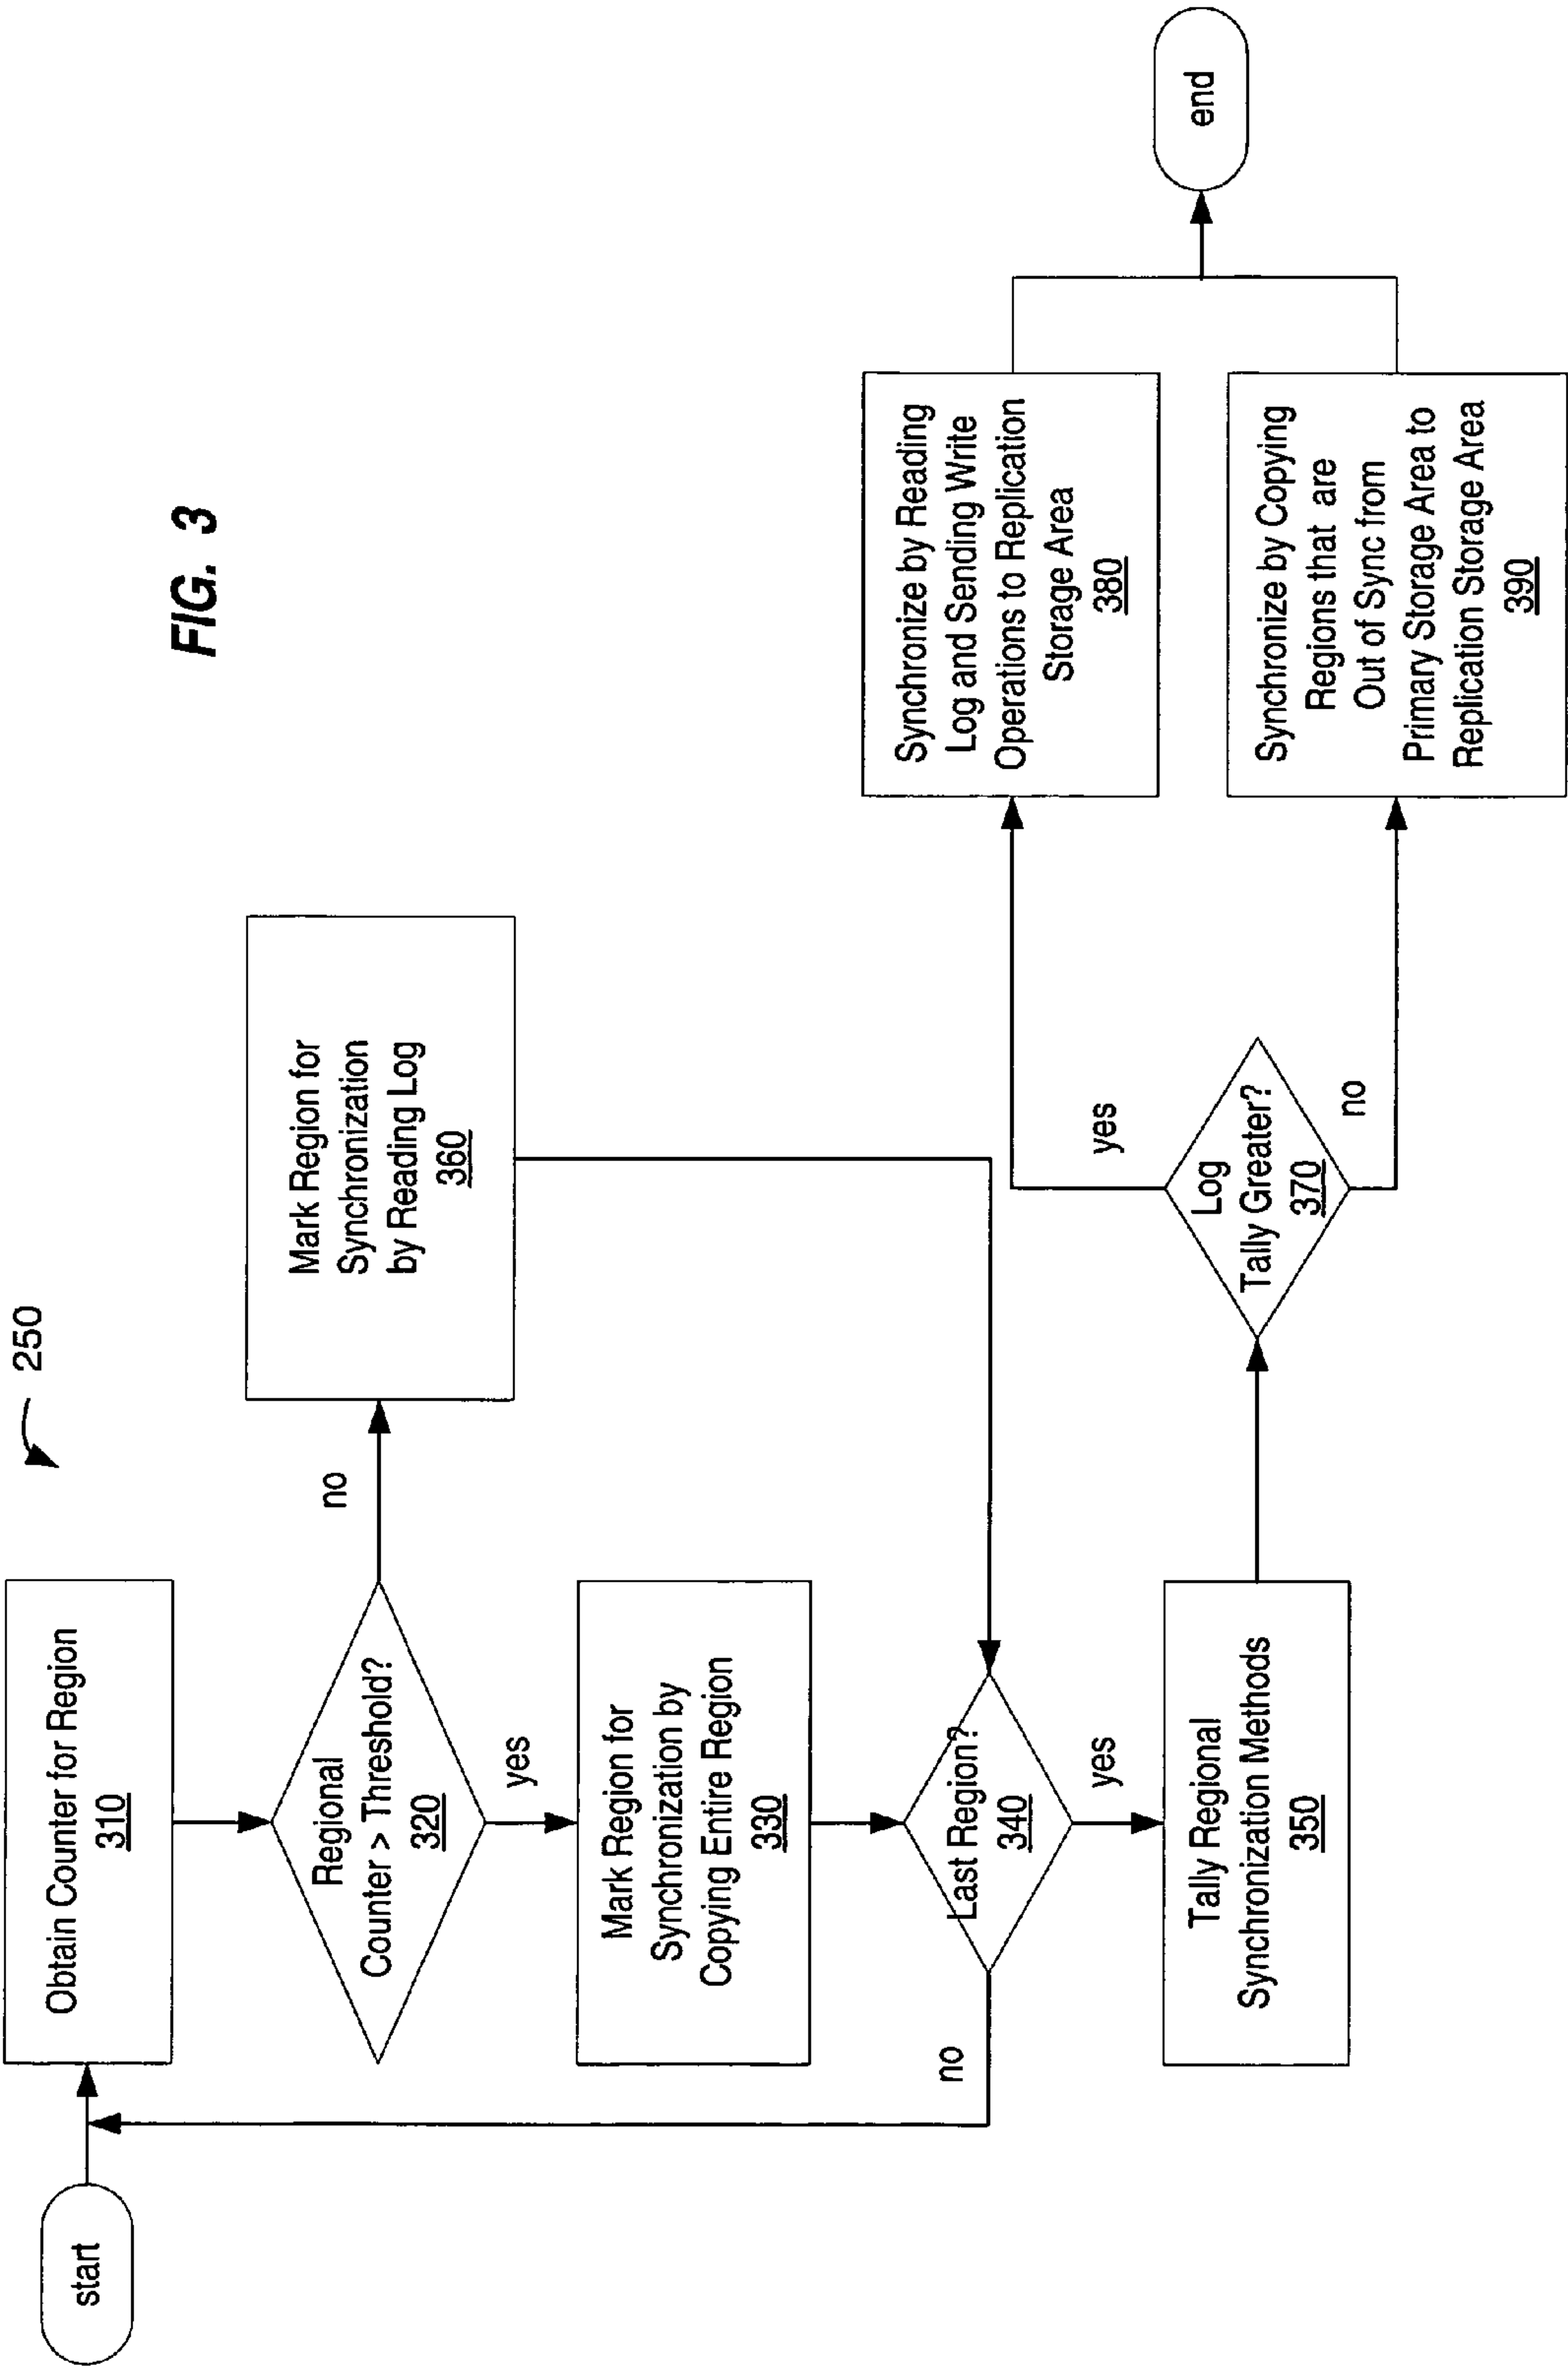 250
FIG. 3
start
Obtain Counter for Region
310
Regional
Counter > Threshold?
320
no
yes
Mark Region for
Synchronization
by Reading Log
360
Mark Region for
Synchronization by
Copying Entire Region
330
Last Region?
340
no
yes
Tally Regional
Synchronization Methods
350
Log
Tally Greater?
370
yes
no
Synchronize by Reading
Log and Sending Write
Operations to Replication
Storage Area
380
Synchronize by Copying
Regions that are
Out of Sync from
Primary Storage Area to
Replication Storage Area
390
end